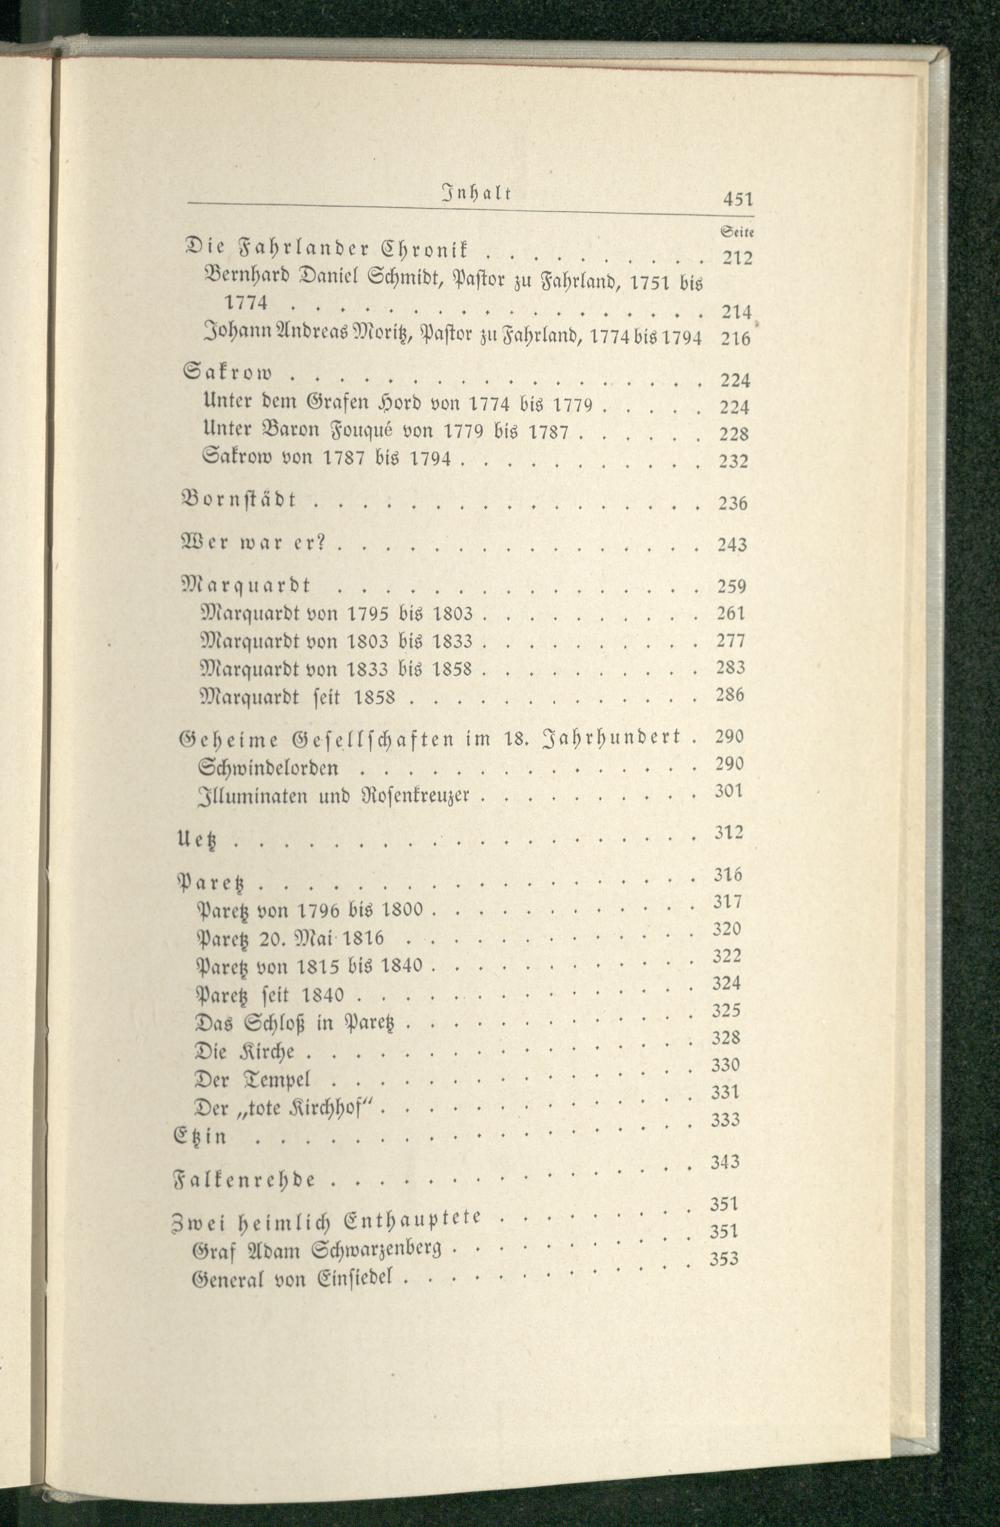 Inhalt 451
Seite
Die Fahrlander Chronik . . . . . . . . . . 212
Bernhard Daniel Schmidt, Pastor zu Fahrland, 1751 bis
1774 . . . . . . . . . . . . . . . . . 214
Johann Andreas Moritz, Pastor zu Fahrland, 1774 bis 1794 216
Sakrow . . . . . . . . . . . . . . . . . 224
Unter dem Grafen Hord von 1774 bis 1779 . . . . . 224
Unter Baron Fouqué von 1779 bis 1787 . . . . . . 228
Sakrow von 1787 bis 1794 . . . . . . . . . . . 232
Bornstädt . . . . . . . . . . . . . . . . 236
Wer war er? . . . . . . . . . . . . . . . 243
Marquardt . . . . . . . . . . . . . . . 259
Marquardt von 1795 bis 1803 . . . . . . . . . . 261
Marquardt von 1803 bis 1833 . . . . . . . . . . 277
Marquardt von 1833 bis 1858 . . . . . . . . . . 283
Marquardt seit 1858 . . . . . . . . . . . . . 286
Geheime Gesellschaften im 18. Jahrhundert . 290
Schwindelorden . . . . . . . . . . . . . . . 290
Illuminaten und Rosenkreuzer . . . . . . . . . . 301
Uetz . . . . . . . . . . . . . . . . . . . 312
Paretz . . . . . . . . . . . . . . . . . . 316
Paretz von 1796 bis 1800 . . . . . . . . . . . . 317
Paretz 20. Mai 1816 . . . . . . . . . . . . . 320
Paretz von 1815 bis 1840 . . . . . . . . . . . . 322
Paretz seit 1840 . . . . . . . . . . . . . . . 324
Das Schloß in Paretz . . . . . . . . . . . . . 325
Die Kirche . . . . . . . . . . . . . . . . . 328
Der Tempel . . . . . . . . . . . . . . . . 330
Der „tote Kirchhof“ . . . . . . . . . . . . . . 331
Etzin . . . . . . . . . . . . . . . . . . 333
Falkenrehde . . . . . . . . . . . . . . . 343
Zwei heimlich Enthauptete . . . . . . . . . 351
Graf Adam Schwarzenberg . . . . . . . . . . . 351
General von Einsiedel . . . . . . . . . . . . . 353